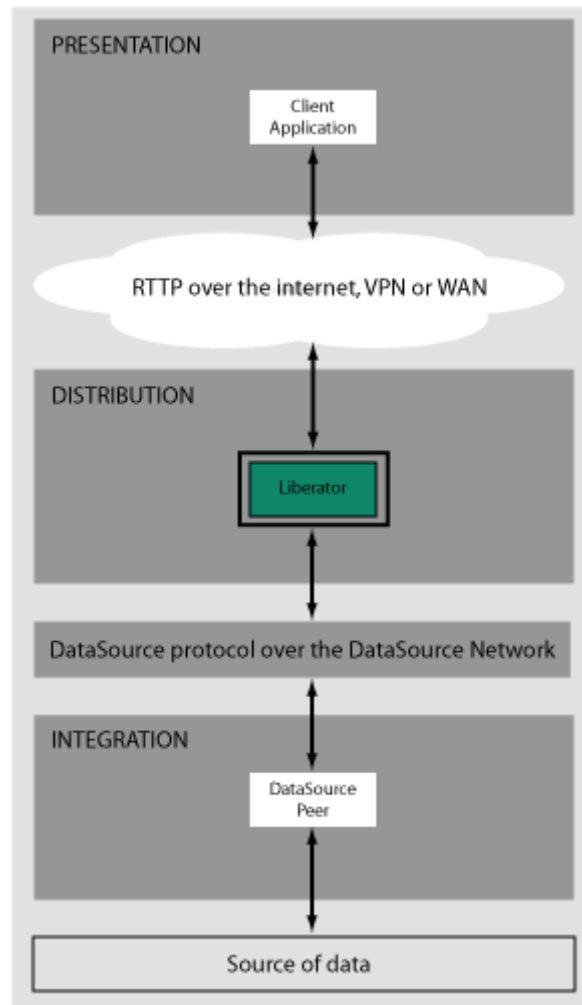 PRESENTATION
Client
Application
RTTP over the internet, VPN or WAN
DISTRIBUTION
Liberator
DataSource protocol over the DataSource Network
INTEGRATION
DataSource
Peer
Source of data